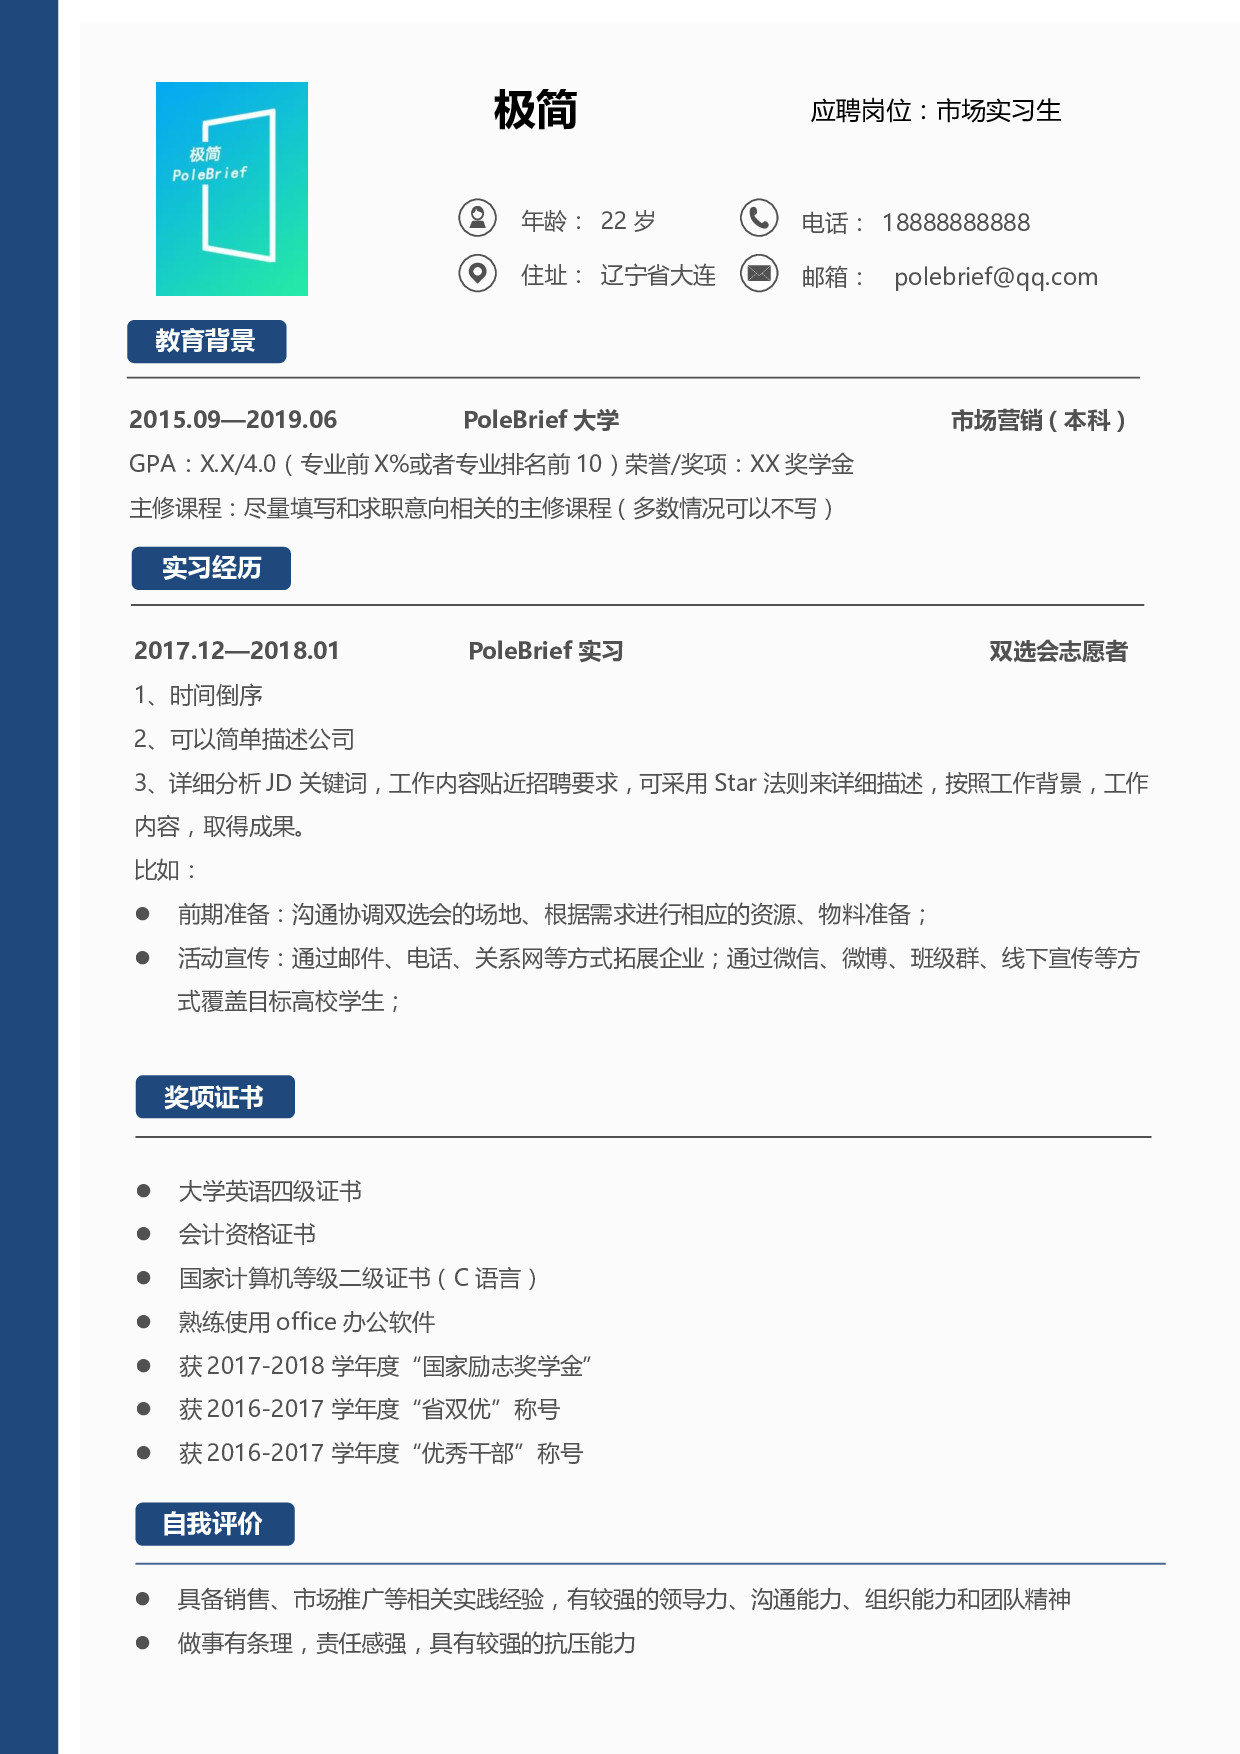 极简
PoleBrief
极简
应聘岗位：市场实习生
年龄： 22 岁
电话： 18888888888
住址： 辽宁省大连
邮箱： polebrief@qq.com
教育背景
2015.09—2019.06 PoleBrief 大学 市场营销（本科）
GPA：X.X/4.0（专业前 X%或者专业排名前 10）荣誉/奖项：XX 奖学金
主修课程：尽量填写和求职意向相关的主修课程（多数情况可以不写）
实习经历
2017.12—2018.01 PoleBrief 实习 双选会志愿者
1、时间倒序
2、可以简单描述公司
3、详细分析 JD 关键词，工作内容贴近招聘要求，可采用 Star 法则来详细描述，按照工作背景，工作
内容，取得成果。
比如：
● 前期准备：沟通协调双选会的场地、根据需求进行相应的资源、物料准备；
● 活动宣传：通过邮件、电话、关系网等方式拓展企业；通过微信、微博、班级群、线下宣传等方
式覆盖目标高校学生；
奖项证书
● 大学英语四级证书
● 会计资格证书
● 国家计算机等级二级证书（C 语言）
● 熟练使用 office 办公软件
● 获 2017-2018 学年度“国家励志奖学金”
● 获 2016-2017 学年度“省双优”称号
● 获 2016-2017 学年度“优秀干部”称号
自我评价
● 具备销售、市场推广等相关实践经验，有较强的领导力、沟通能力、组织能力和团队精神
● 做事有条理，责任感强，具有较强的抗压能力